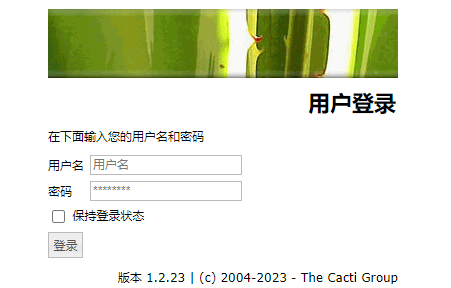 用户登录
在下面输入您的用户名和密码
用户名 用户名
密码 ********
保持登录状态
登录
版本 1.2.23 | (c) 2004-2023 - The Cacti Group